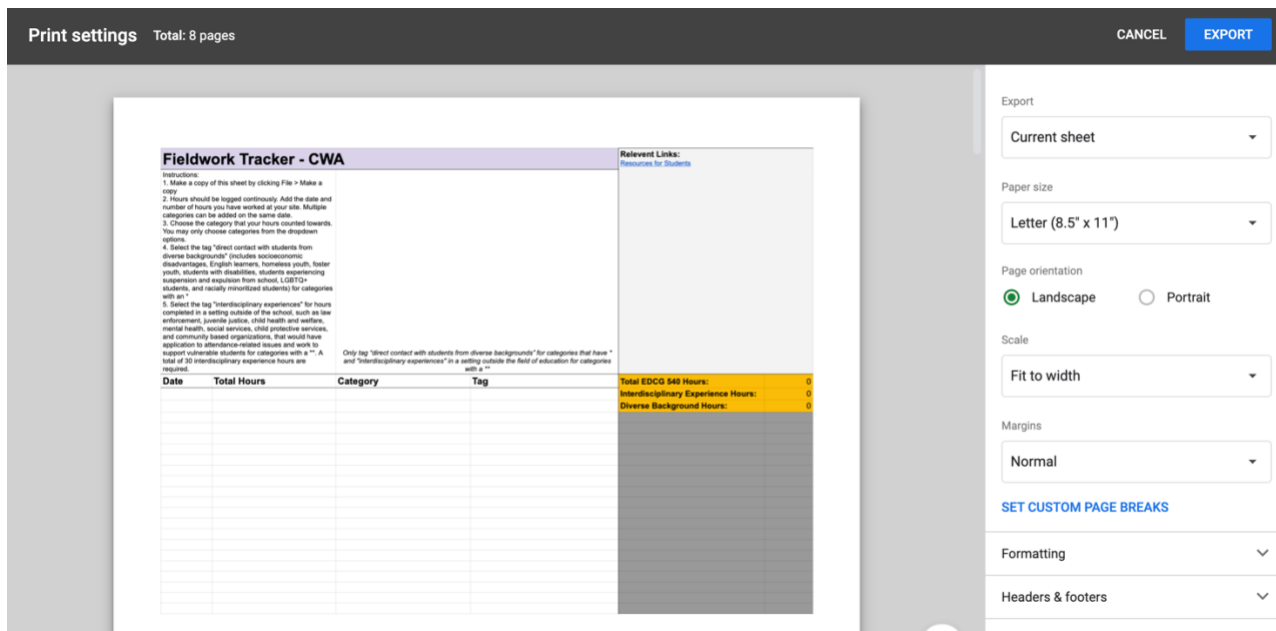 Print settings Total: 8 pages
CANCEL
EXPORT
Fieldwork Tracker - CWA
Relevent Links:
Resources for Students
Instructions:
1. Make a copy of this sheet by clicking File > Make a
copy
2. Hours should be logged continously. Add the date and
number of hours you have worked at your site. Multiple
categories can be added on the same date.
3. Choose the category that your hours counted towards.
You may only choose categories from the dropdown
options.
4. Select the tag "direct contact with students from
diverse backgrounds" (includes socioeconomic
disadvantages, English learners, homeless youth, foster
youth, students with disabilities, students experiencing
suspension and expulsion from school, LGBTQ+
students, and racially minoritized students) for categories
with an *
5. Select the tag "interdisciplinary experiences" for hours
completed in a setting outside of the school, such as law
enforcement, juvenile justice, child health and welfare,
mental health, social services, child protective services,
and community based organizations, that would have
application to attendance-related issues and work to
support vulnerable students for categories with a **. A
total of 30 interdisciplinary experience hours are
required.
Only tag "direct contact with students from diverse backgrounds" for categories that have *
and "Interdisciplinary experiences" in a setting outside the field of education for categories
with a **
Date Total Hours Category Tag
Total EDCG 540 Hours: 0
Interdisciplinary Experience Hours: 0
Diverse Background Hours: 0
Export
Current sheet
Paper size
Letter (8.5" x 11")
Page orientation
Landscape Portrait
Scale
Fit to width
Margins
Normal
SET CUSTOM PAGE BREAKS
Formatting
Headers & footers